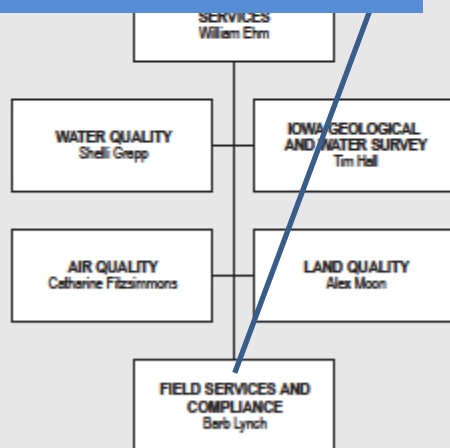 SERVICES
William Ehm
WATER QUALITY
Shelli Grapp
IOWA GEOLOGICAL
AND WATER SURVEY
Tim Hall
AIR QUALITY
Catharine Fitzsimmons
LAND QUALITY
Alex Moon
FIELD SERVICES AND
COMPLIANCE
Barb Lynch